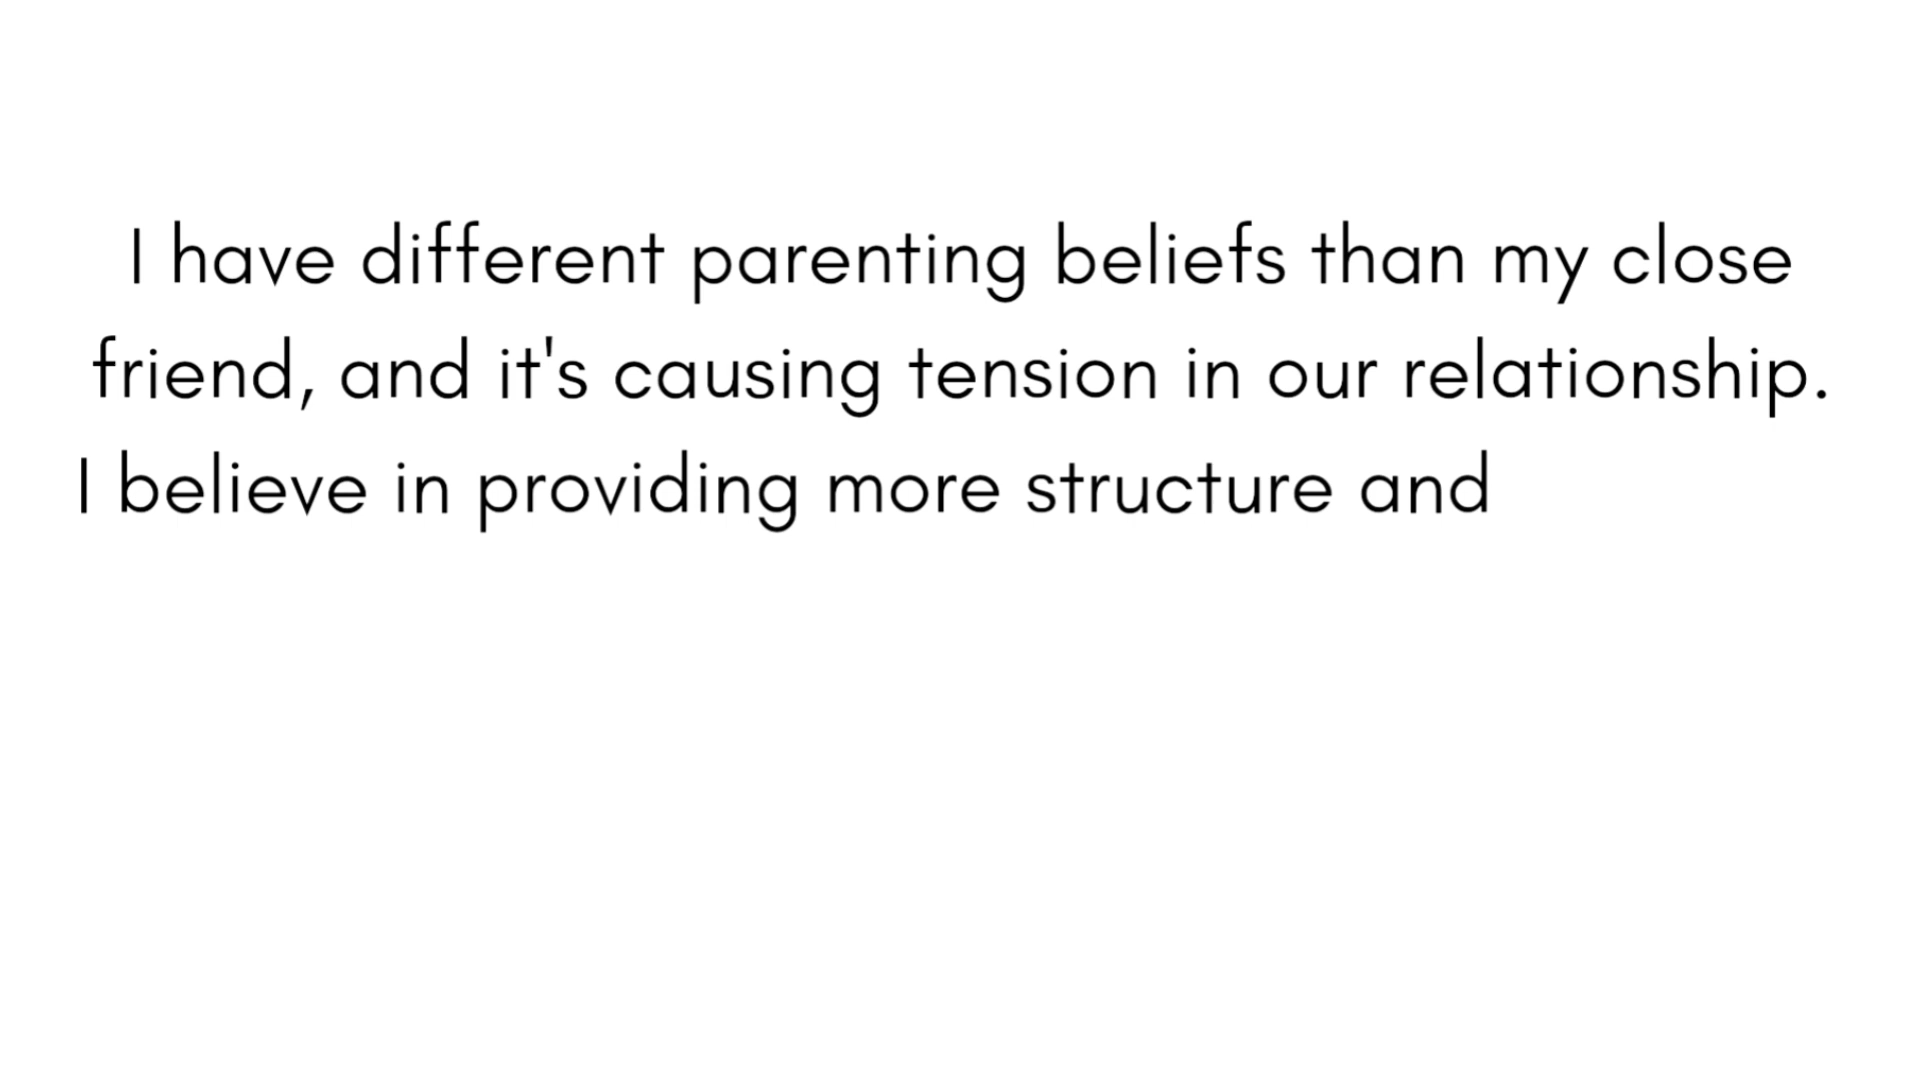 I have different parenting beliefs than my close
friend, and it's causing tension in our relationship.
I believe in providing more structure and